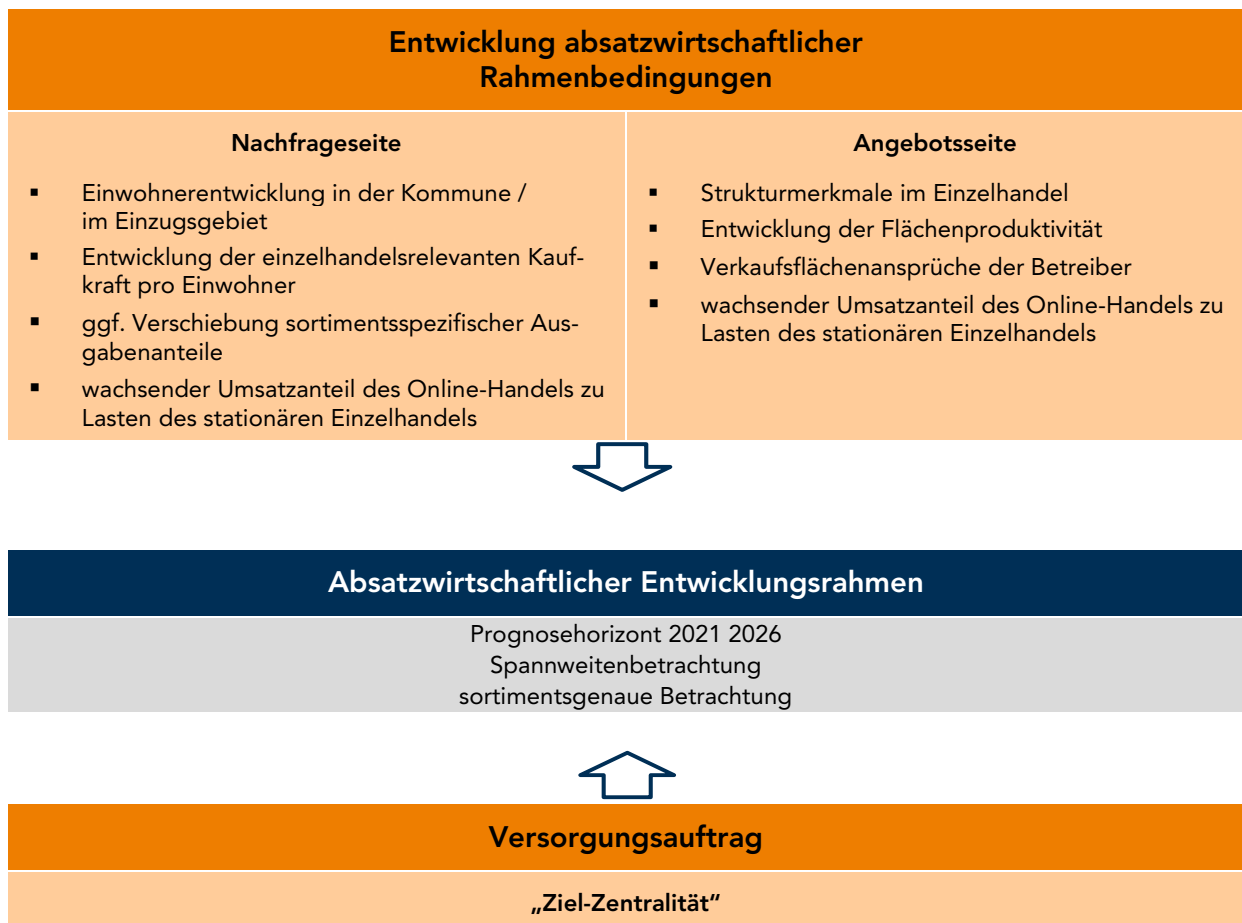 Entwicklung absatzwirtschaftlicher
Rahmenbedingungen
Nachfrageseite
▪ Einwohnerentwicklung in der Kommune /
im Einzugsgebiet
▪ Entwicklung der einzelhandelsrelevanten Kauf-
kraft pro Einwohner
▪ ggf. Verschiebung sortimentsspezifischer Aus-
gabenanteile
▪ wachsender Umsatzanteil des Online-Handels zu
Lasten des stationären Einzelhandels
Angebotsseite
▪ Strukturmerkmale im Einzelhandel
▪ Entwicklung der Flächenproduktivität
▪ Verkaufsflächenansprüche der Betreiber
▪ wachsender Umsatzanteil des Online-Handels zu
Lasten des stationären Einzelhandels
Absatzwirtschaftlicher Entwicklungsrahmen
Prognosehorizont 2021 2026
Spannweitenbetrachtung
sortimentsgenaue Betrachtung
Versorgungsauftrag
„Ziel-Zentralität“